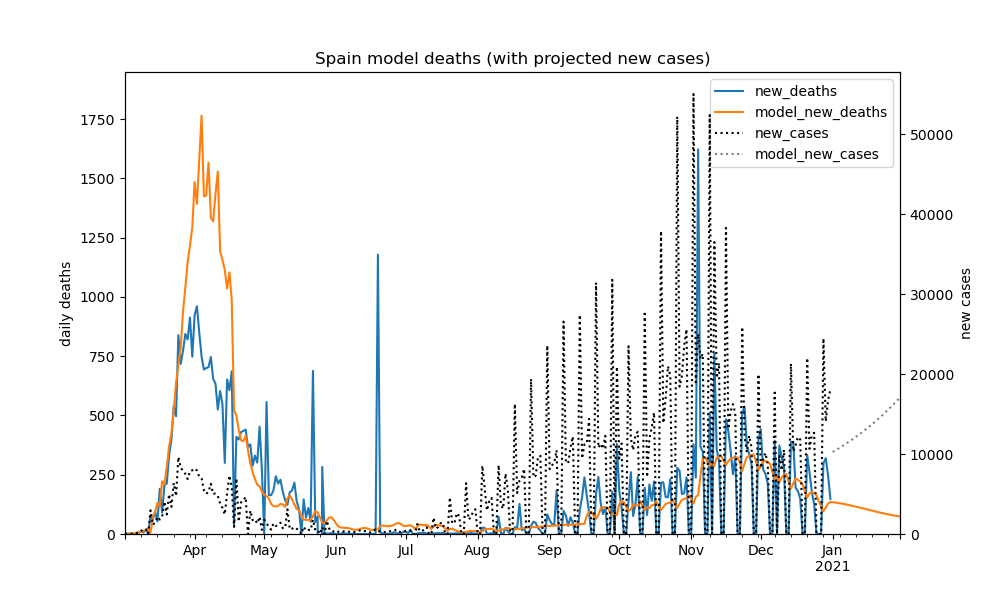 Spain model deaths (with projected new cases)
new_deaths
model_new_deaths
new_cases
model_new_cases
daily deaths
1750
1500
1250
1000
750
500
250
0
new cases
50000
40000
30000
20000
10000
0
Apr May Jun Jul Aug Sep Oct Nov Dec Jan
2021